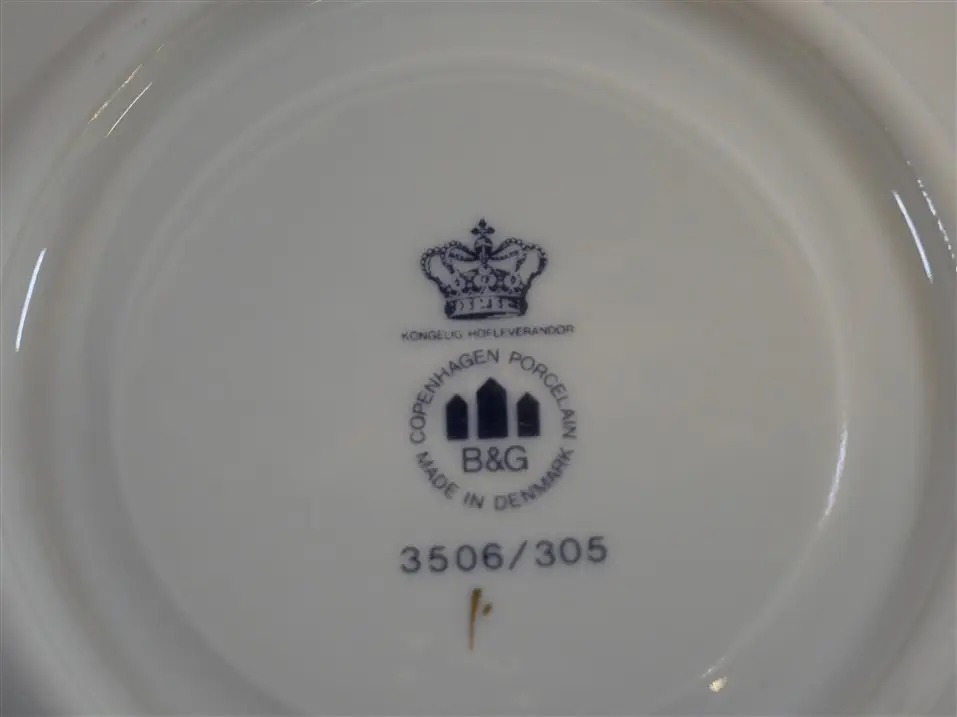 KONGELIG HOFLEVERANDØR
COPENHAGEN PORCELAIN
B&G
MADE IN DENMARK
3506/305